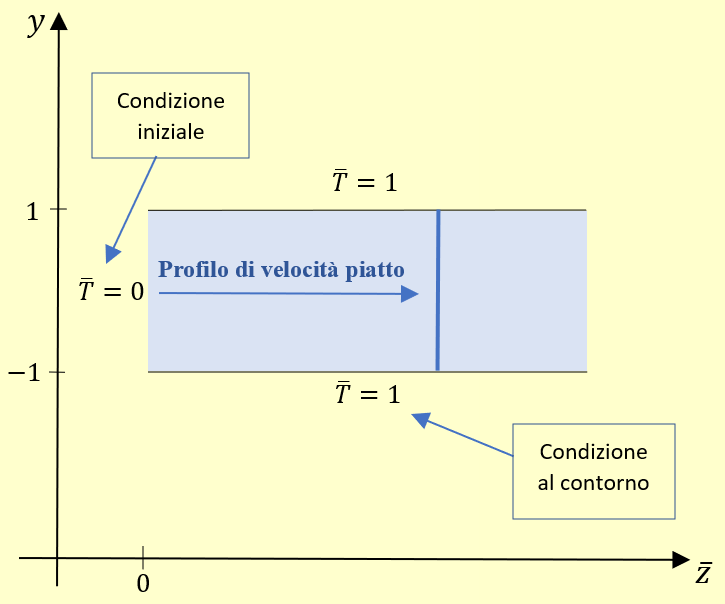 y
Condizione
iniziale
T̅ = 1
1
Profilo di velocità piatto
T̅ = 0
−1
T̅ = 1
Condizione
al contorno
0
z̅